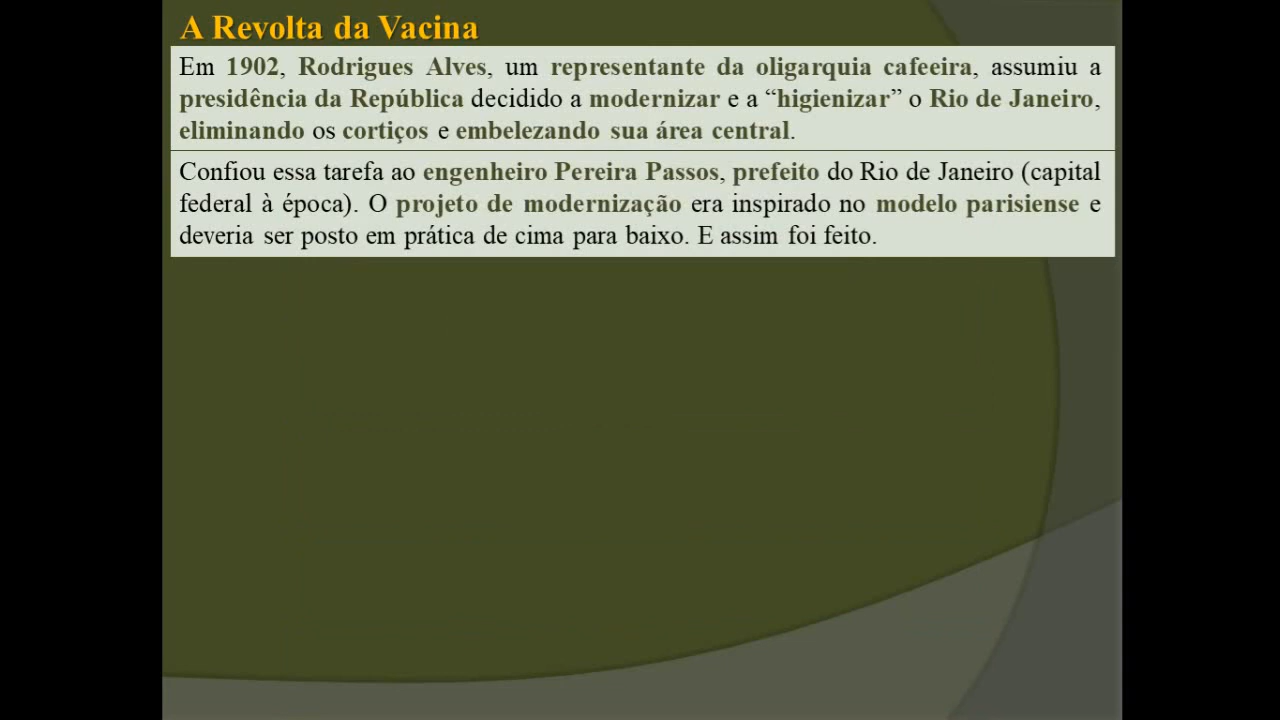 A Revolta da Vacina
Em 1902, Rodrigues Alves, um representante da oligarquia cafeeira, assumiu a
presidência da República decidido a modernizar e a “higienizar” o Rio de Janeiro,
eliminando os cortiços e embelezando sua área central.
Confiou essa tarefa ao engenheiro Pereira Passos, prefeito do Rio de Janeiro (capital
federal à época). O projeto de modernização era inspirado no modelo parisiense e
deveria ser posto em prática de cima para baixo. E assim foi feito.